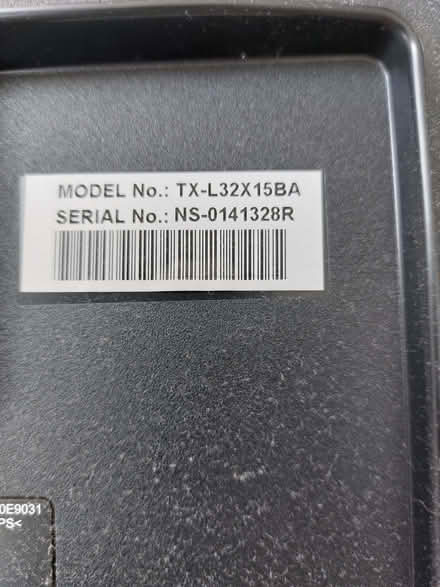 MODEL No.: TX-L32X15BA
SERIAL No.: NS-0141328R
0E9031
PS<